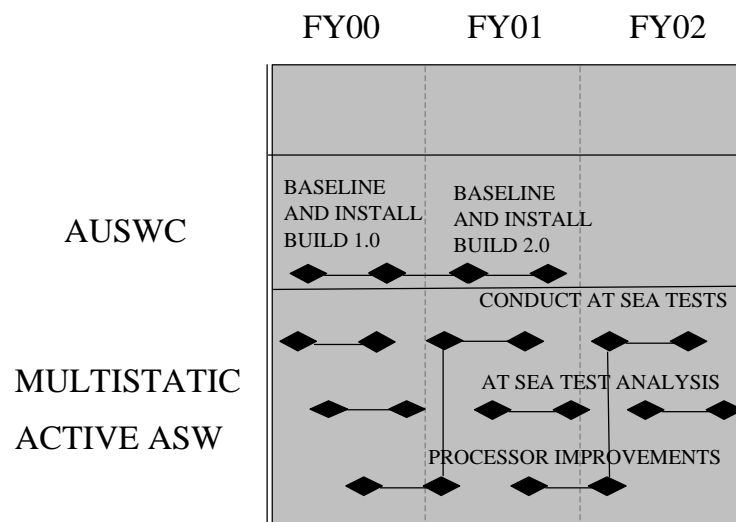 FY00 FY01 FY02
AUSWC
BASELINE
AND INSTALL
BUILD 1.0
BASELINE
AND INSTALL
BUILD 2.0
MULTISTATIC
ACTIVE ASW
CONDUCT AT SEA TESTS
AT SEA TEST ANALYSIS
PROCESSOR IMPROVEMENTS